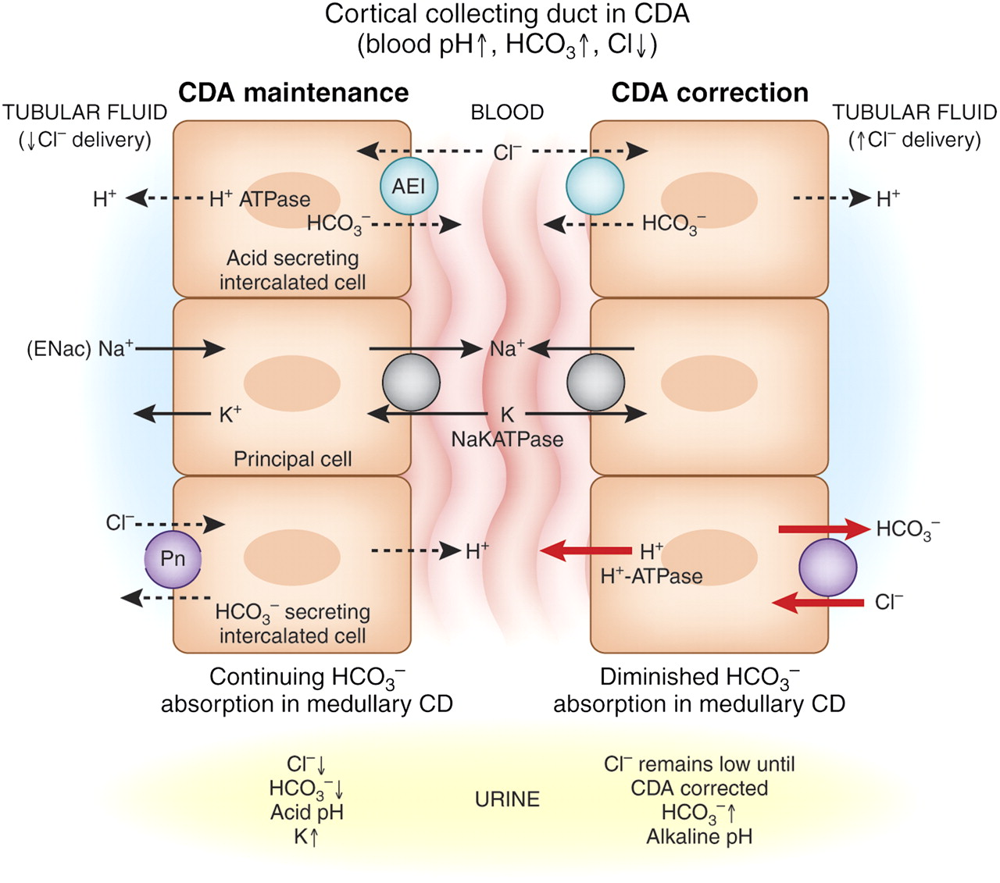 Cortical collecting duct in CDA
(blood pH↑, HCO₃↑, Cl↓)
CDA maintenance
CDA correction
TUBULAR FLUID
(↓Cl⁻ delivery)
BLOOD
TUBULAR FLUID
(↑Cl⁻ delivery)
Cl⁻
AEI
H⁺
H⁺ ATPase
H⁺
HCO₃⁻
HCO₃⁻
Acid secreting
intercalated cell
(ENac) Na⁺
Na⁺
K⁺
K
NaKATPase
Principal cell
Cl⁻
Pn
H⁺
H⁺
H⁺-ATPase
HCO₃⁻
Cl⁻
HCO₃⁻ secreting
intercalated cell
Continuing HCO₃⁻
absorption in medullary CD
Diminished HCO₃⁻
absorption in medullary CD
Cl⁻↓
HCO₃⁻↓
Acid pH
K↑
URINE
Cl⁻ remains low until
CDA corrected
HCO₃⁻↑
Alkaline pH